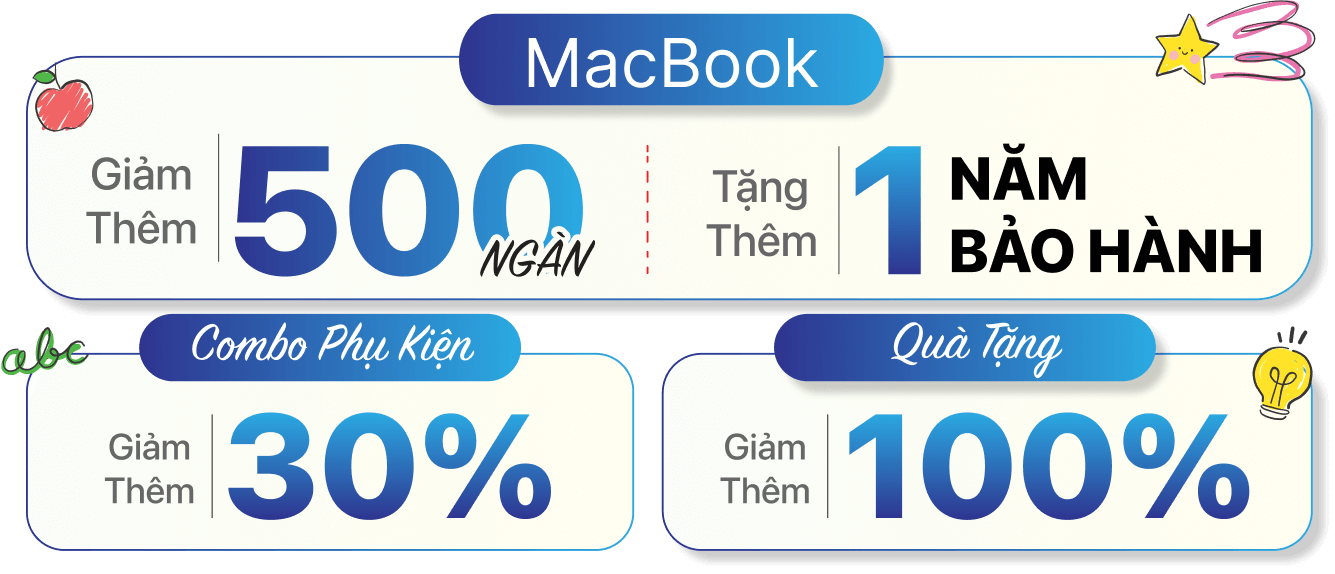 MacBook
Giảm
Thêm
500
NGÀN
Tặng
Thêm
1
NĂM
BẢO HÀNH
abc
Combo Phụ Kiện
Giảm
Thêm
30%
Quà Tặng
Giảm
Thêm
100%